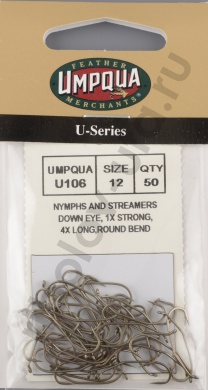 FEATHER
UMPQUA
MERCHANTS
U-Series
UMPQUA SIZE QTY
U106 12 50
NYMPHS AND STREAMERS
DOWN EYE, 1X STRONG,
4X LONG,ROUND BEND